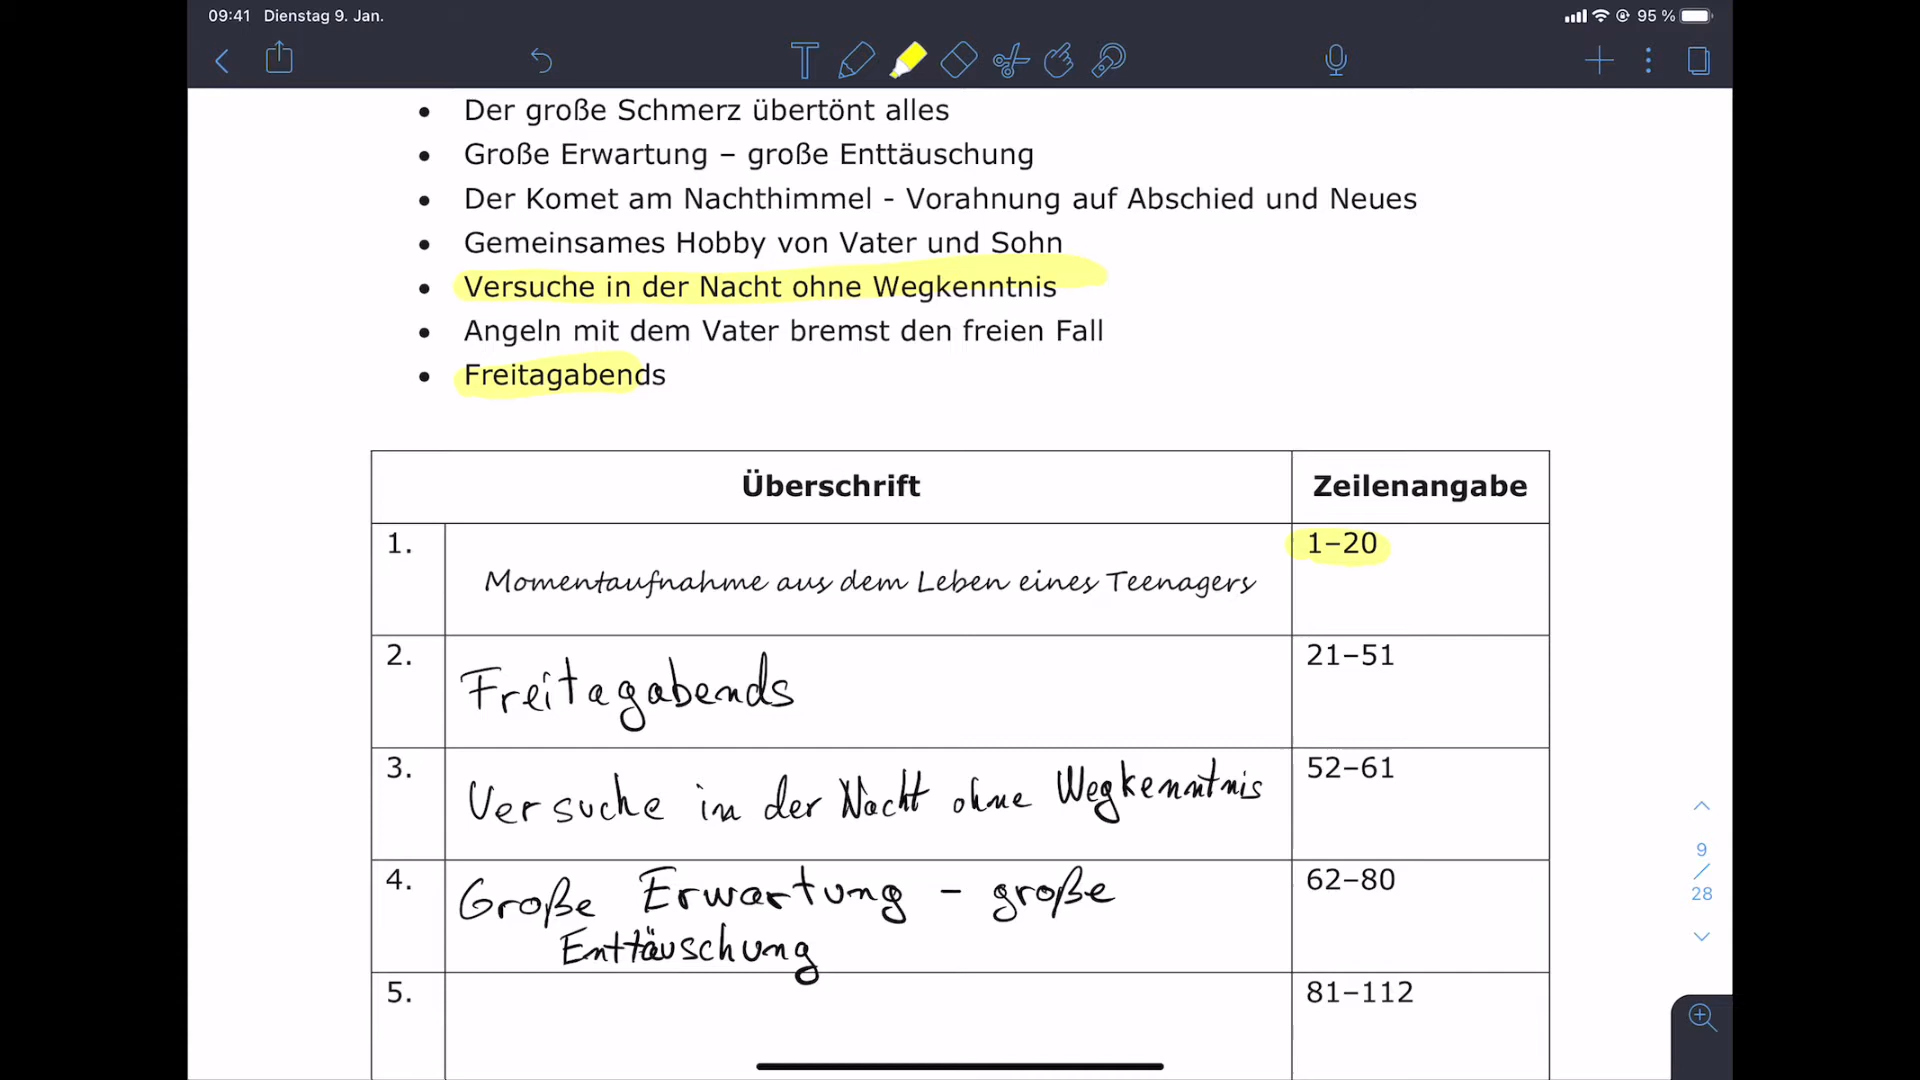 09:41 Dienstag 9. Jan.
95 %
Der große Schmerz übertönt alles
Große Erwartung – große Enttäuschung
Der Komet am Nachthimmel - Vorahnung auf Abschied und Neues
Gemeinsames Hobby von Vater und Sohn
Versuche in der Nacht ohne Wegkenntnis
Angeln mit dem Vater bremst den freien Fall
Freitagabends
Überschrift
Zeilenangabe
1.
Momentaufnahme aus dem Leben eines Teenagers
1–20
2.
Freitagabends
21–51
3.
Versuche in der Nacht ohne Wegkenntnis
52–61
4.
Große Erwartung – große
Enttäuschung
62–80
5.
81–112
9
/
28